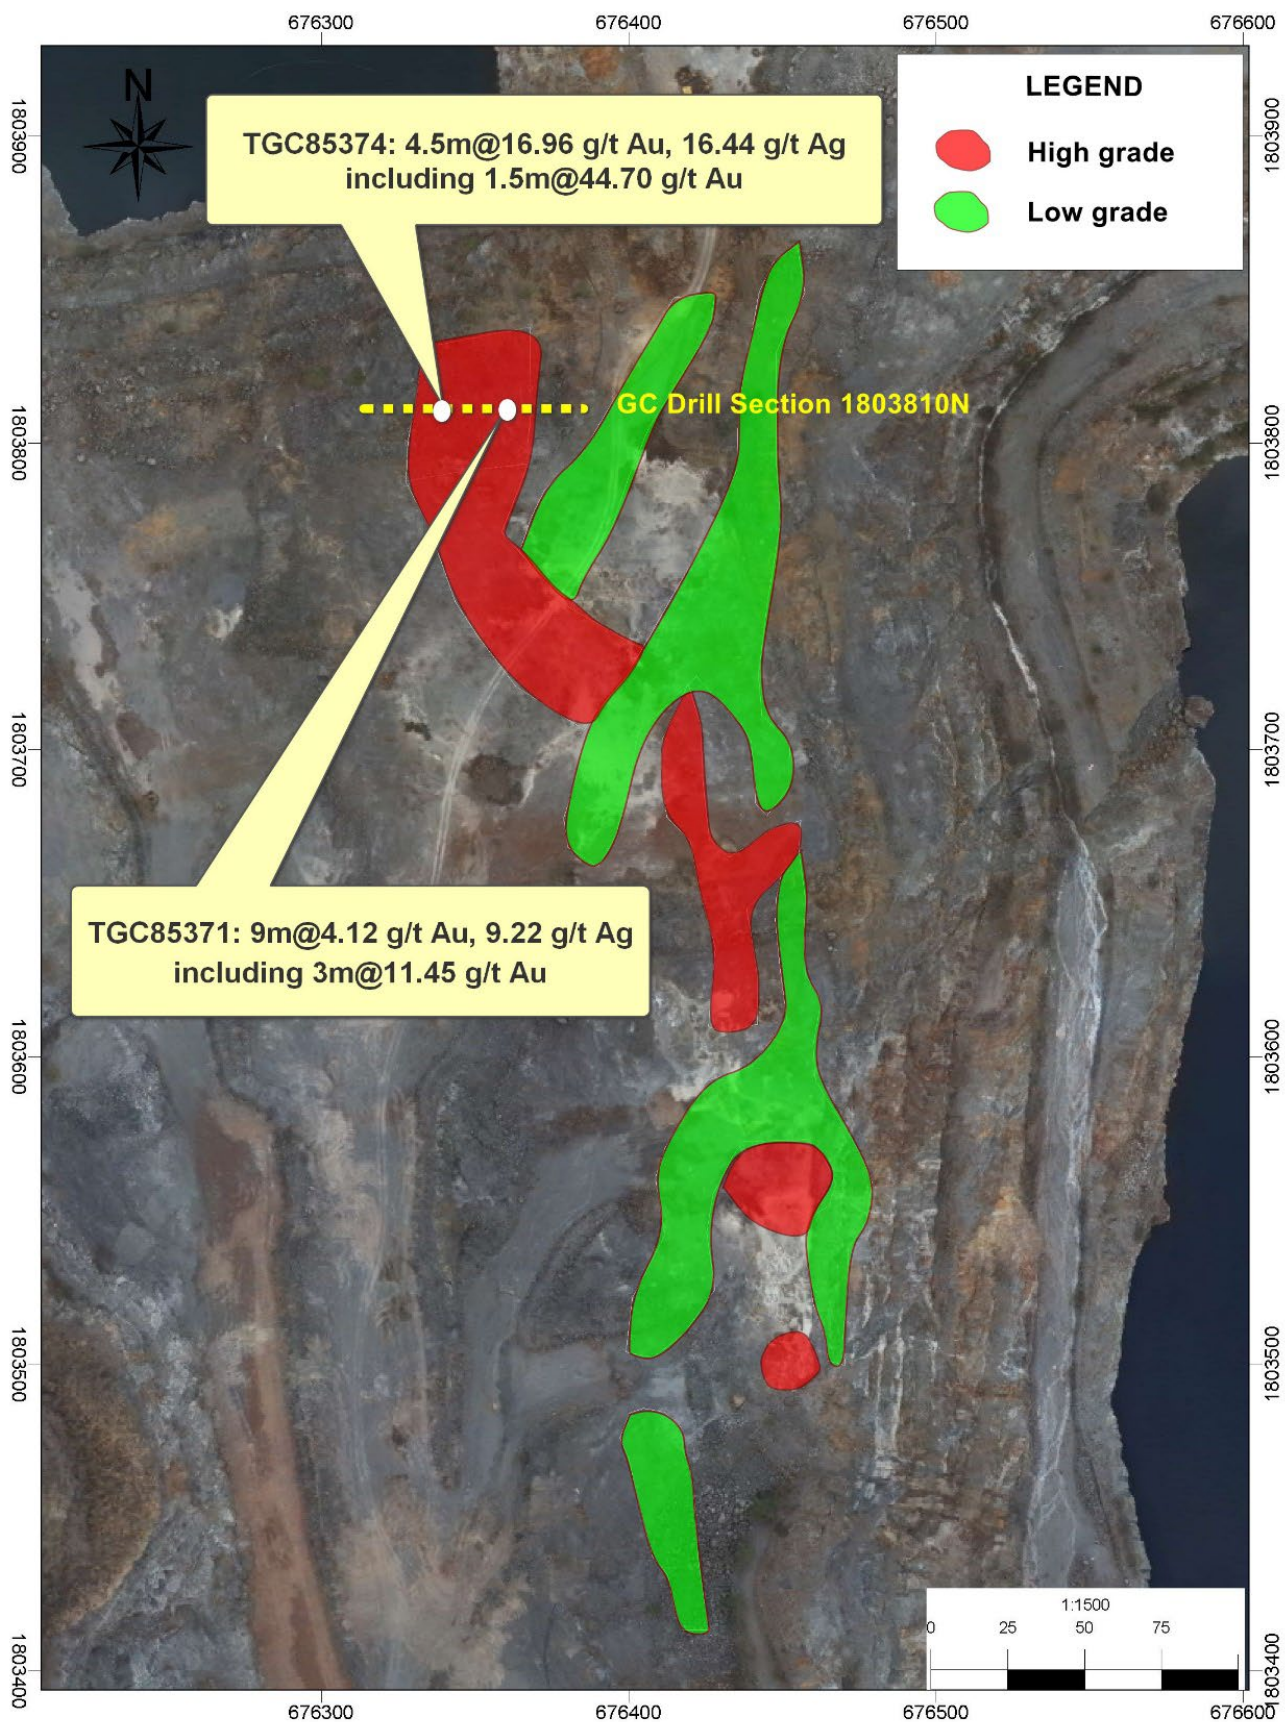 676300 676400 676500 676600
N
LEGEND
High grade
Low grade
1803900 1803900
TGC85374: 4.5m@16.96 g/t Au, 16.44 g/t Ag
including 1.5m@44.70 g/t Au
GC Drill Section 1803810N
1803800 1803800
1803700 1803700
TGC85371: 9m@4.12 g/t Au, 9.22 g/t Ag
including 3m@11.45 g/t Au
1803600 1803600
1803500 1803500
1:1500
0 25 50 75
1803400 1803400
676300 676400 676500 676600